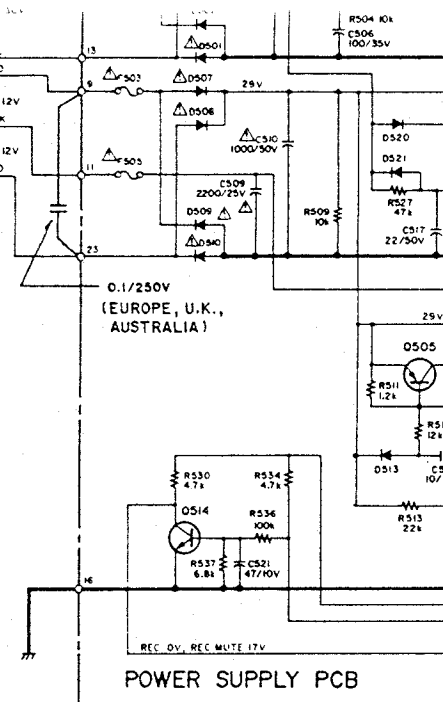 R504 10k
C506
100/35V
13
D501
9
F503
D507
29V
12V
D508
K
C510
1000/50V
D520
12V
11
F505
D521
C509
2200/25V
R527
47k
D509
R509
10k
C517
22/50V
23
D510
0.1/250V
(EUROPE, U.K.,
AUSTRALIA)
29V
Q505
R511
1.2k
12k
D513
10/
R530
4.7k
R534
4.7k
Q514
R536
100k
R513
22k
R537
6.8k
C521
47/10V
16
REC 0V, REC MUTE 17V
POWER SUPPLY PCB